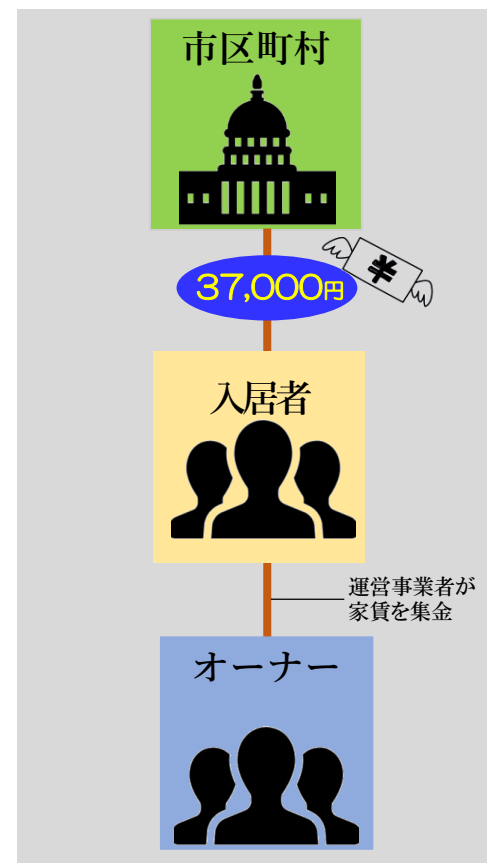 市区町村
37,000円
¥
入居者
運営事業者が
家賃を集金
オーナー